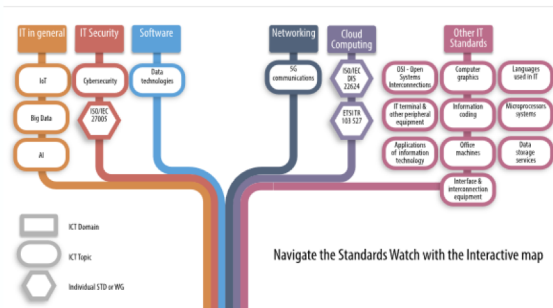 IT in general
IT Security
Software
Networking
Cloud
Computing
Other IT
Standards
IoT
Big Data
AI
Cybersecurity
ISO/IEC
27005
Data
technologies
5G
communications
ISO/IEC
DIS
22624
ETSI TR
103 527
OSI - Open
Systems
Interconnections
Computer
graphics
Languages
used in IT
IT terminal &
other peripheral
equipment
Information
coding
Microprocessors
systems
Applications
of information
technology
Office
machines
Data
storage
services
Interface &
interconnection
equipment
ICT Domain
ICT Topic
Individual STD or WG
Navigate the Standards Watch with the Interactive map